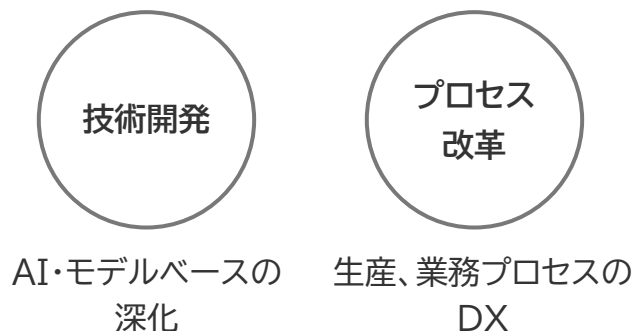 技術開発
AI・モデルベースの
深化
プロセス
改革
生産、業務プロセスの
DX